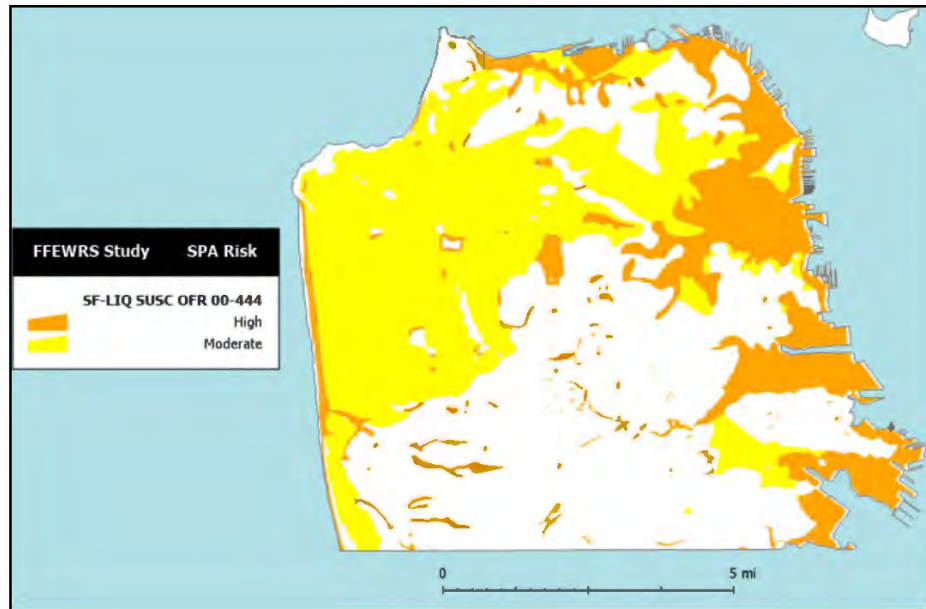 FFEWRS Study SPA Risk
SF-LIQ SUSC OFR 00-444
High
Moderate
0 5 mi